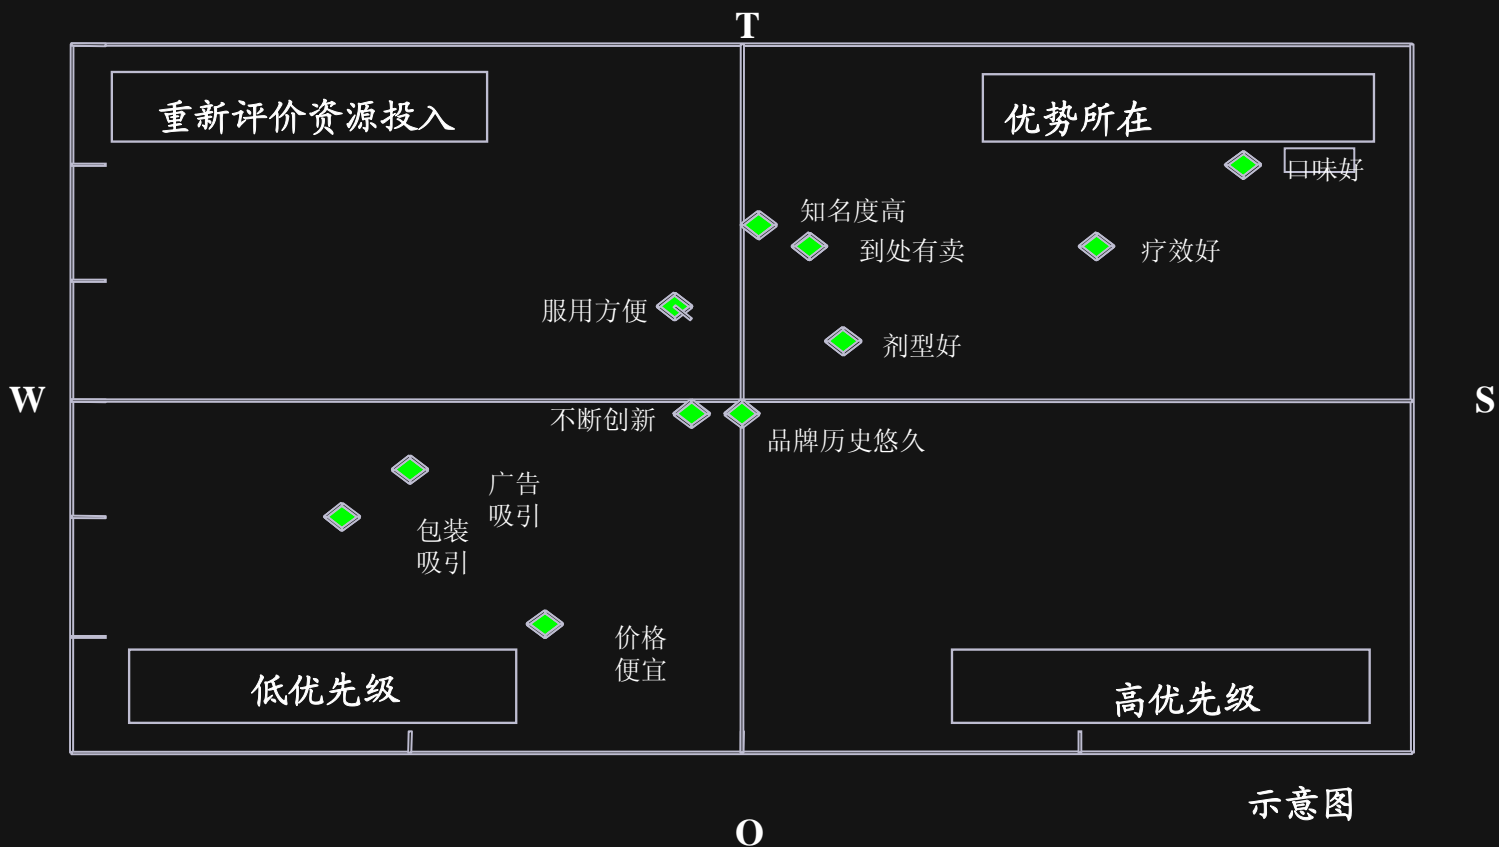 T
重新评价资源投入
优势所在
口味好
知名度高
到处有卖
疗效好
服用方便
剂型好
W
S
不断创新
品牌历史悠久
广告
吸引
包装
吸引
价格
便宜
低优先级
高优先级
示意图
O